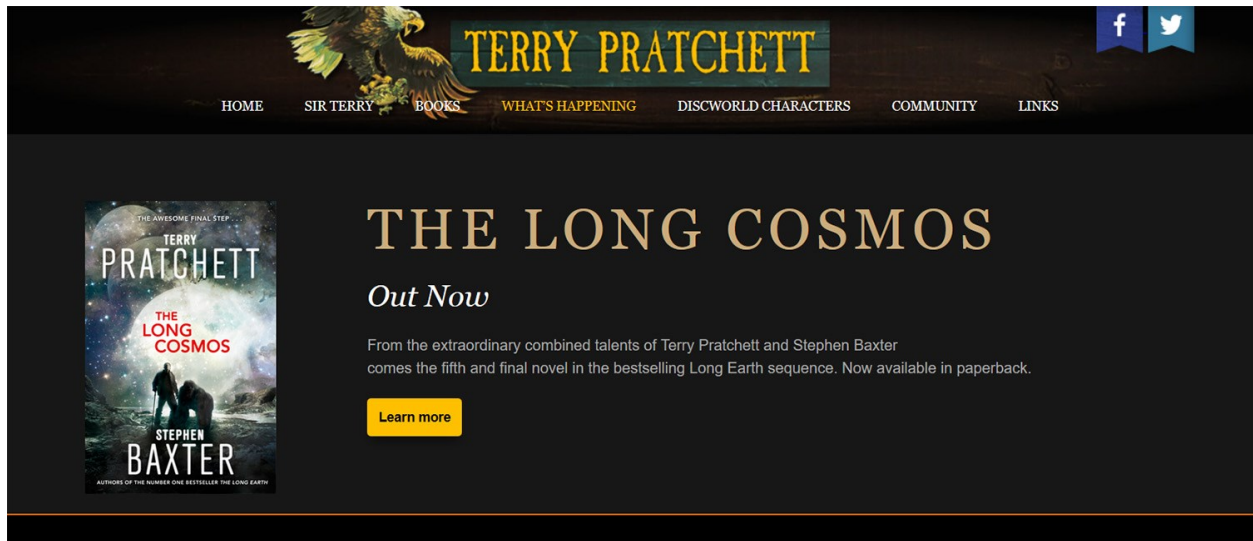 TERRY PRATCHETT
HOME SIR TERRY BOOKS WHAT'S HAPPENING DISCWORLD CHARACTERS COMMUNITY LINKS
THE AWESOME FINAL STEP . . .
TERRY
PRATCHETT
THE
LONG
COSMOS
STEPHEN
BAXTER
AUTHORS OF THE NUMBER ONE BESTSELLER THE LONG EARTH
THE LONG COSMOS
Out Now
From the extraordinary combined talents of Terry Pratchett and Stephen Baxter
comes the fifth and final novel in the bestselling Long Earth sequence. Now available in paperback.
Learn more